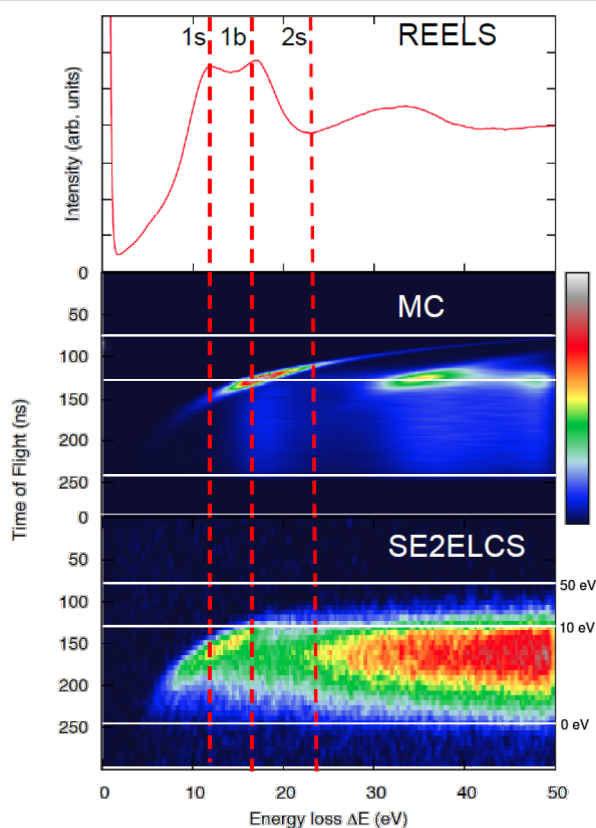 1s 1b 2s REELS
Intensity (arb. units)
0
MC
50
100
150
200
250
Time of Flight (ns)
0
SE2ELCS
50
50 eV
100
10 eV
150
200
250
0 eV
0 10 20 30 40 50
Energy loss ΔE (eV)